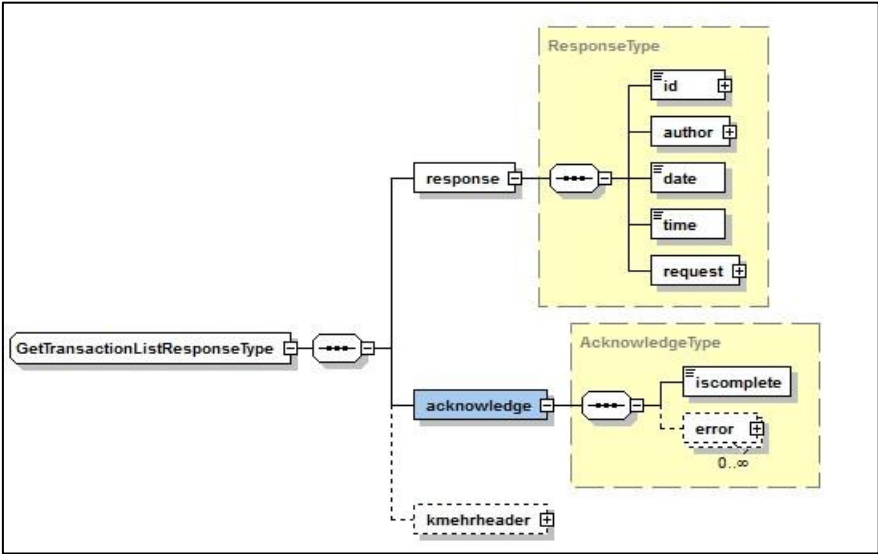 ResponseType
id
author
date
time
request
response
GetTransactionListResponseType
AcknowledgeType
iscomplete
error
0..∞
acknowledge
kmehrheader